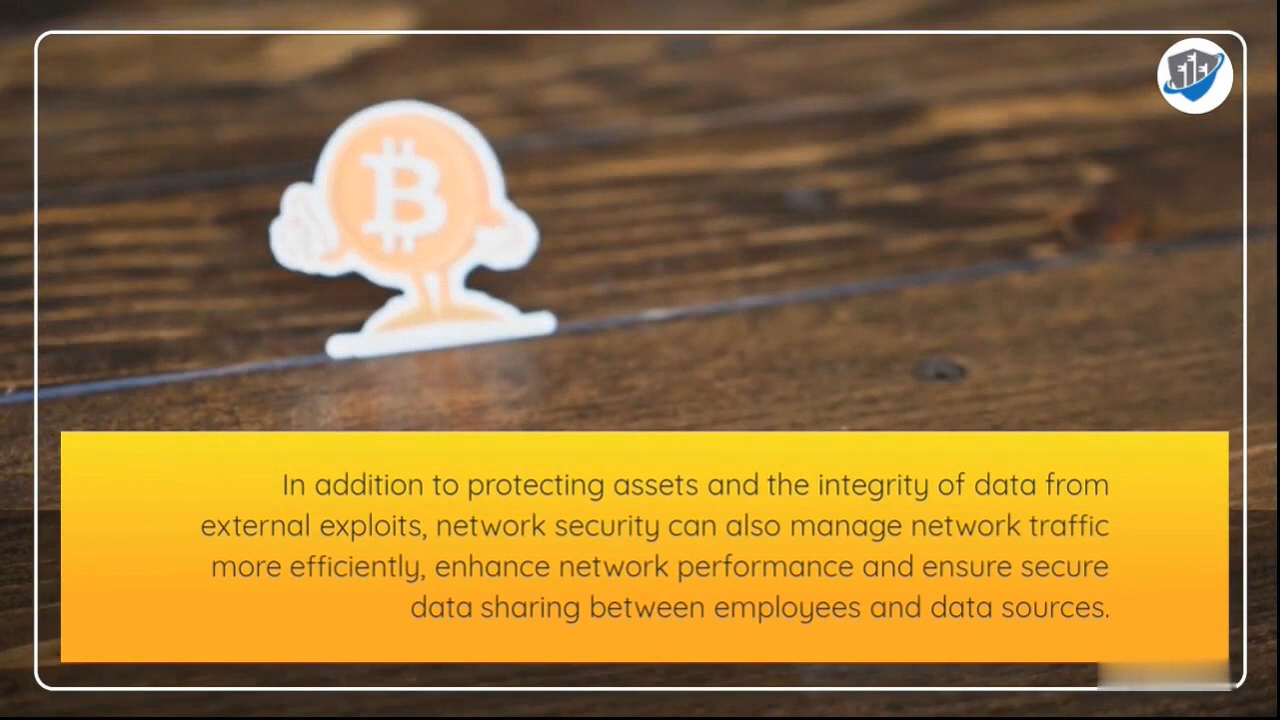 In addition to protecting assets and the integrity of data from
external exploits, network security can also manage network traffic
more efficiently, enhance network performance and ensure secure
data sharing between employees and data sources.